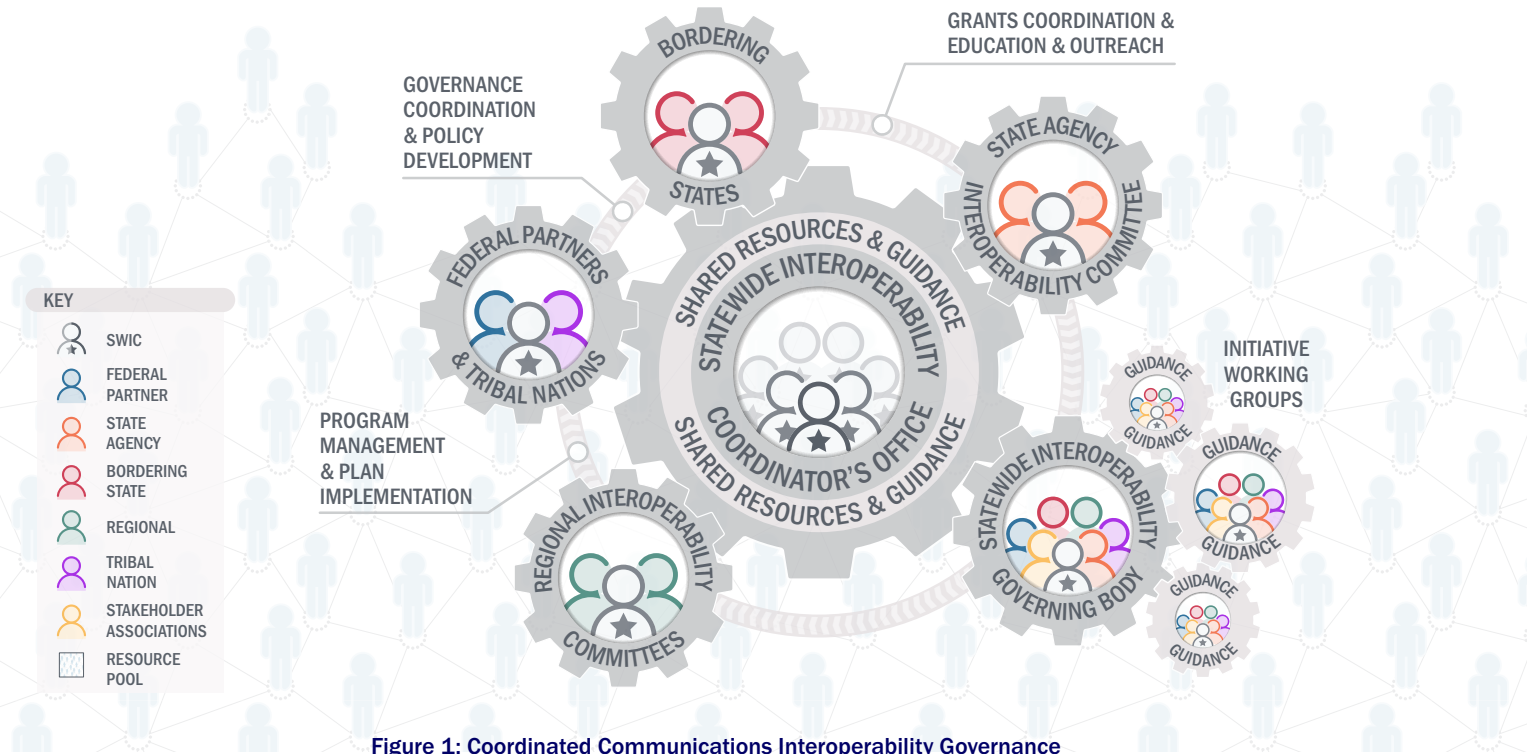 GRANTS COORDINATION &
EDUCATION & OUTREACH
GOVERNANCE
COORDINATION
& POLICY
DEVELOPMENT
BORDERING
STATES
STATE AGENCY
INTEROPERABILITY COMMITTEE
FEDERAL PARTNERS
& TRIBAL NATIONS
SHARED RESOURCES & GUIDANCE
STATEWIDE INTEROPERABILITY
COORDINATOR'S OFFICE
SHARED RESOURCES & GUIDANCE
KEY
SWIC
FEDERAL
PARTNER
STATE
AGENCY
BORDERING
STATE
REGIONAL
TRIBAL
NATION
STAKEHOLDER
ASSOCIATIONS
RESOURCE
POOL
PROGRAM
MANAGEMENT
& PLAN
IMPLEMENTATION
REGIONAL INTEROPERABILITY
COMMITTEES
STATEWIDE INTEROPERABILITY
GOVERNING BODY
INITIATIVE
WORKING
GROUPS
GUIDANCE
GUIDANCE
GUIDANCE
GUIDANCE
GUIDANCE
GUIDANCE
Figure 1: Coordinated Communications Interoperability Governance